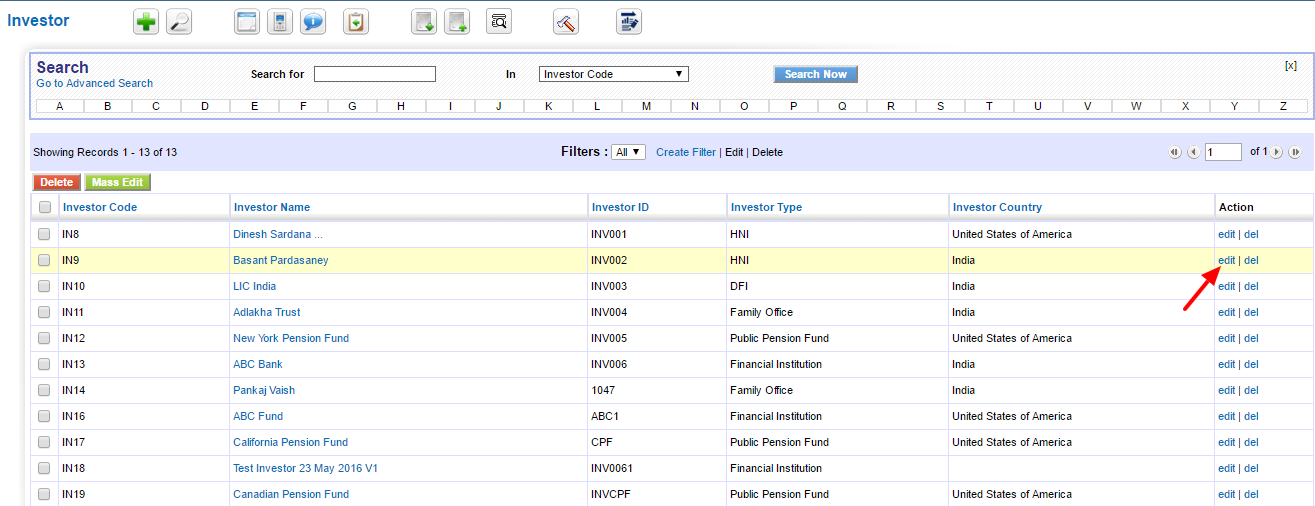 Investor
Search [x]
Go to Advanced Search Search for In Investor Code Search Now
A B C D E F G H I J K L M N O P Q R S T U V W X Y Z
Showing Records 1 - 13 of 13 Filters : All Create Filter | Edit | Delete 1 of 1
Delete Mass Edit
Investor Code Investor Name Investor ID Investor Type Investor Country Action
IN8 Dinesh Sardana ... INV001 HNI United States of America edit | del
IN9 Basant Pardasaney INV002 HNI India edit | del
IN10 LIC India INV003 DFI India edit | del
IN11 Adlakha Trust INV004 Family Office India edit | del
IN12 New York Pension Fund INV005 Public Pension Fund United States of America edit | del
IN13 ABC Bank INV006 Financial Institution India edit | del
IN14 Pankaj Vaish 1047 Family Office India edit | del
IN16 ABC Fund ABC1 Financial Institution United States of America edit | del
IN17 California Pension Fund CPF Public Pension Fund United States of America edit | del
IN18 Test Investor 23 May 2016 V1 INV0061 Financial Institution edit | del
IN19 Canadian Pension Fund INVCPF Public Pension Fund United States of America edit | del